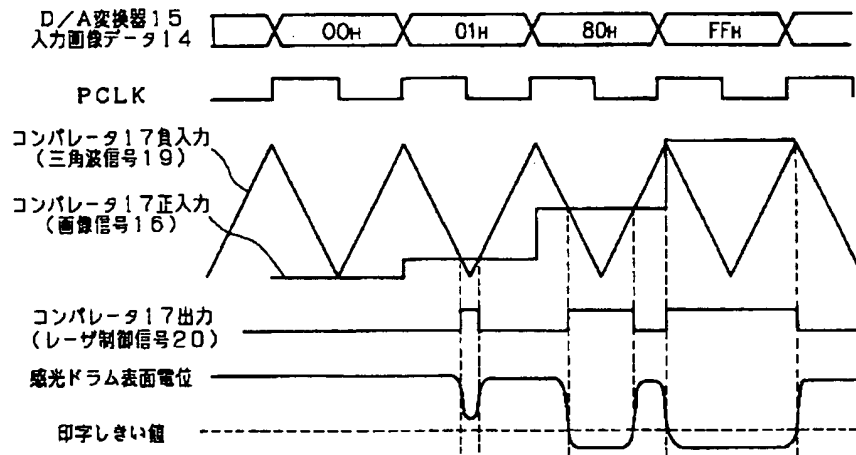 D/A変換器15
入力画像データ14
00H
01H
80H
FFH
PCLK
コンパレータ17負入力
(三角波信号19)
コンパレータ17正入力
(画像信号16)
コンパレータ17出力
(レーザ制御信号20)
感光ドラム表面電位
印字しきい値